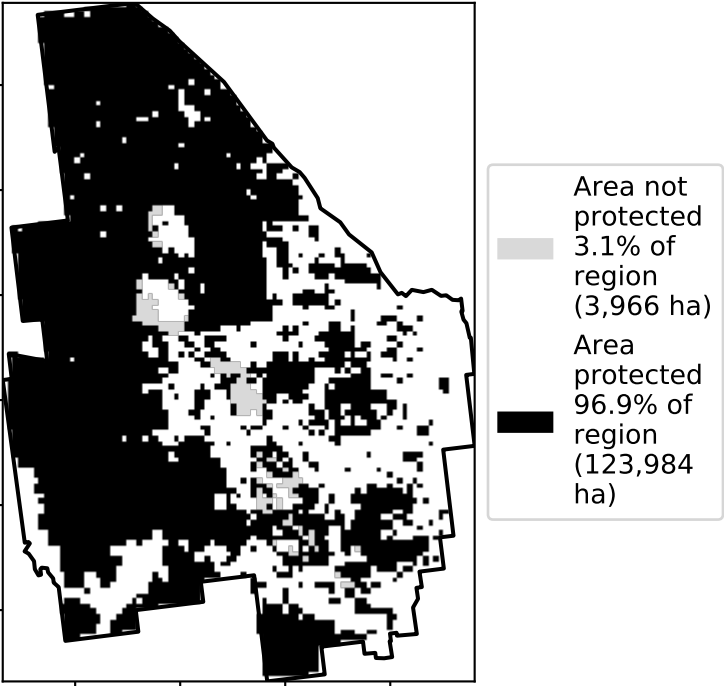 Area not
protected
3.1% of
region
(3,966 ha)
Area
protected
96.9% of
region
(123,984
ha)